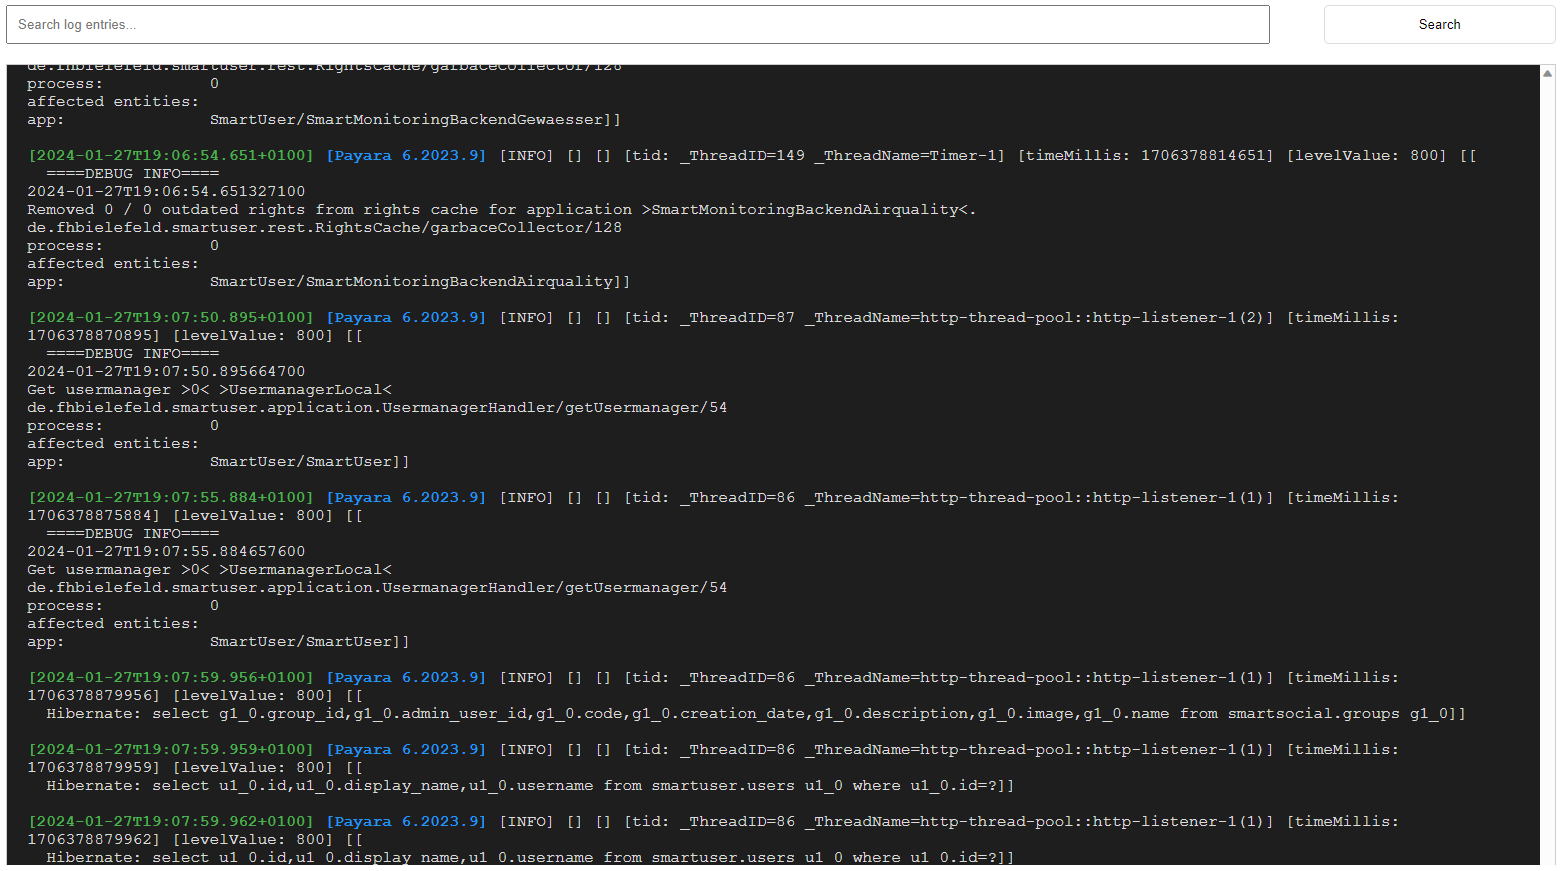 Search log entries...
Search
de.fhbielefeld.smartuser.rest.RightsCache/garbaceCollector/128
process: 0
affected entities:
app: SmartUser/SmartMonitoringBackendGewaesser]]
[2024-01-27T19:06:54.651+0100] [Payara 6.2023.9] [INFO] [] [] [tid: _ThreadID=149 _ThreadName=Timer-1] [timeMillis: 1706378814651] [levelValue: 800] [[
====DEBUG INFO====
2024-01-27T19:06:54.651327100
Removed 0 / 0 outdated rights from rights cache for application >SmartMonitoringBackendAirquality<.
de.fhbielefeld.smartuser.rest.RightsCache/garbaceCollector/128
process: 0
affected entities:
app: SmartUser/SmartMonitoringBackendAirquality]]
[2024-01-27T19:07:50.895+0100] [Payara 6.2023.9] [INFO] [] [] [tid: _ThreadID=87 _ThreadName=http-thread-pool::http-listener-1(2)] [timeMillis:
1706378870895] [levelValue: 800] [[
====DEBUG INFO====
2024-01-27T19:07:50.895664700
Get usermanager >0< >UsermanagerLocal<
de.fhbielefeld.smartuser.application.UsermanagerHandler/getUsermanager/54
process: 0
affected entities:
app: SmartUser/SmartUser]]
[2024-01-27T19:07:55.884+0100] [Payara 6.2023.9] [INFO] [] [] [tid: _ThreadID=86 _ThreadName=http-thread-pool::http-listener-1(1)] [timeMillis:
1706378875884] [levelValue: 800] [[
====DEBUG INFO====
2024-01-27T19:07:55.884657600
Get usermanager >0< >UsermanagerLocal<
de.fhbielefeld.smartuser.application.UsermanagerHandler/getUsermanager/54
process: 0
affected entities:
app: SmartUser/SmartUser]]
[2024-01-27T19:07:59.956+0100] [Payara 6.2023.9] [INFO] [] [] [tid: _ThreadID=86 _ThreadName=http-thread-pool::http-listener-1(1)] [timeMillis:
1706378879956] [levelValue: 800] [[
Hibernate: select g1_0.group_id,g1_0.admin_user_id,g1_0.code,g1_0.creation_date,g1_0.description,g1_0.image,g1_0.name from smartsocial.groups g1_0]]
[2024-01-27T19:07:59.959+0100] [Payara 6.2023.9] [INFO] [] [] [tid: _ThreadID=86 _ThreadName=http-thread-pool::http-listener-1(1)] [timeMillis:
1706378879959] [levelValue: 800] [[
Hibernate: select u1_0.id,u1_0.display_name,u1_0.username from smartuser.users u1_0 where u1_0.id=?]]
[2024-01-27T19:07:59.962+0100] [Payara 6.2023.9] [INFO] [] [] [tid: _ThreadID=86 _ThreadName=http-thread-pool::http-listener-1(1)] [timeMillis:
1706378879962] [levelValue: 800] [[
Hibernate: select u1_0.id,u1_0.display_name,u1_0.username from smartuser.users u1_0 where u1_0.id=?]]